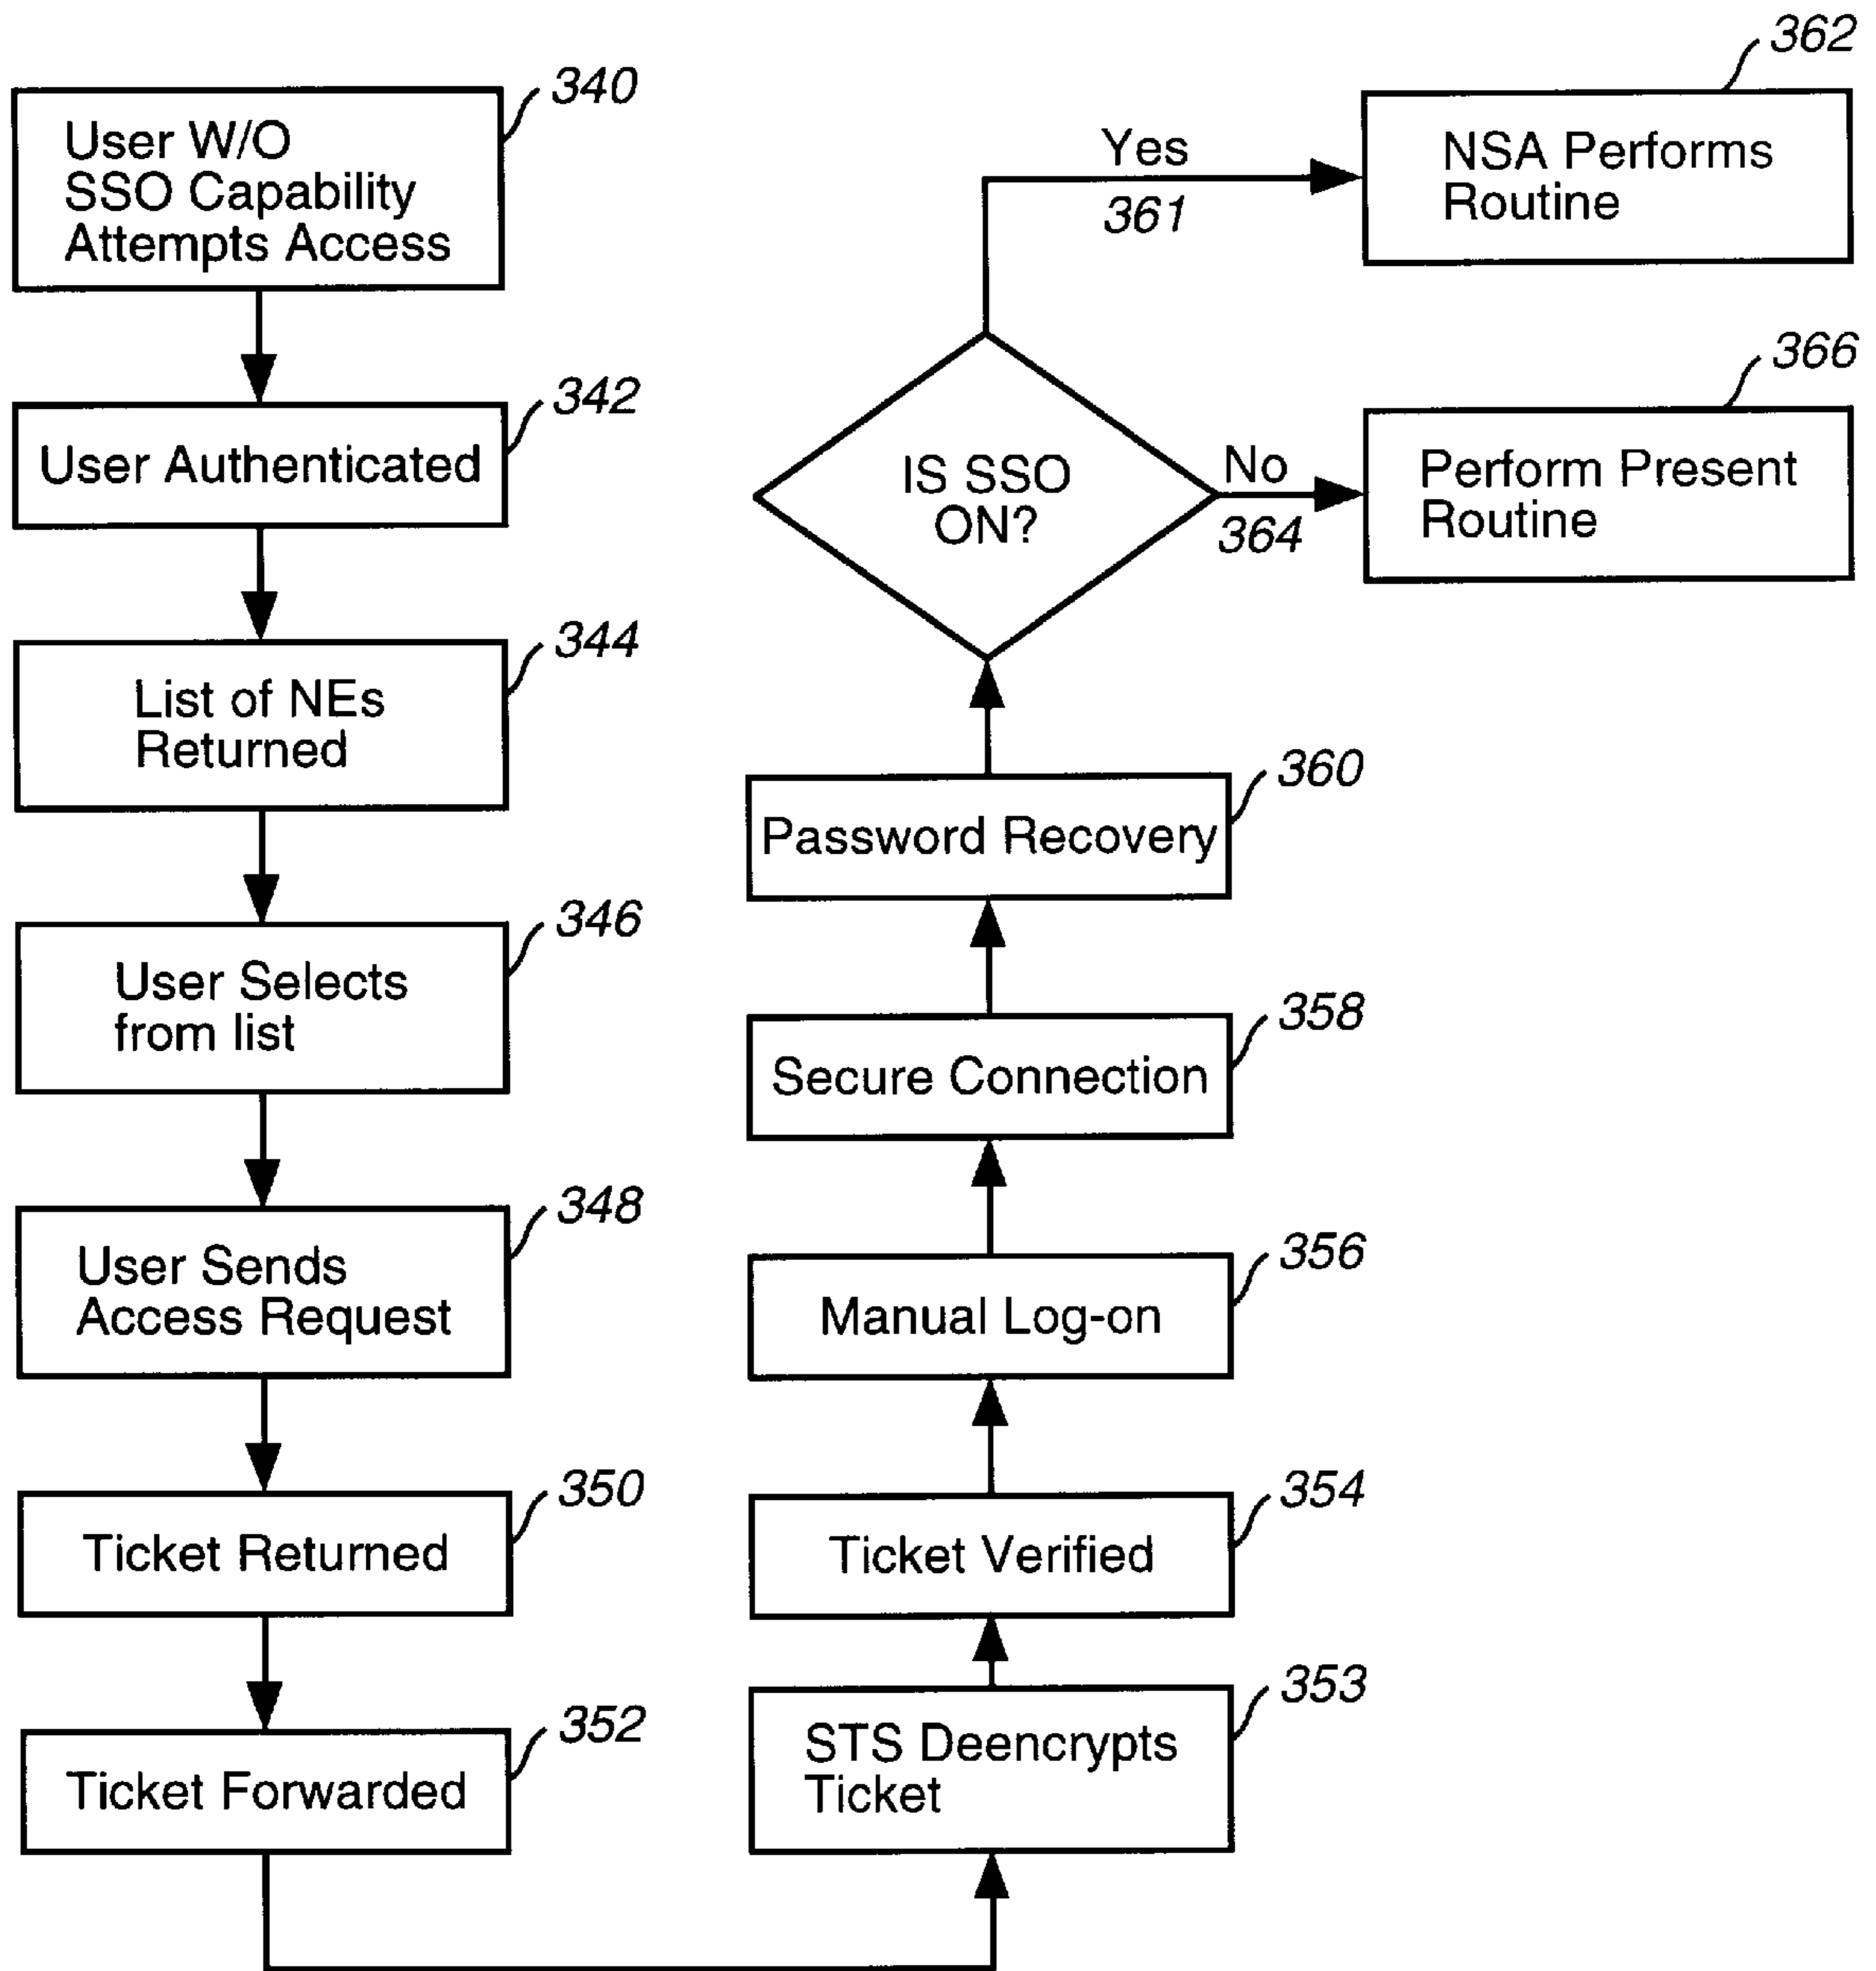 340
User W/O
SSO Capability
Attempts Access
342
User Authenticated
344
List of NEs
Returned
346
User Selects
from list
348
User Sends
Access Request
350
Ticket Returned
352
Ticket Forwarded
353
STS Deencrypts
Ticket
354
Ticket Verified
356
Manual Log-on
358
Secure Connection
360
Password Recovery
IS SSO
ON?
Yes
361
362
NSA Performs
Routine
No
364
366
Perform Present
Routine